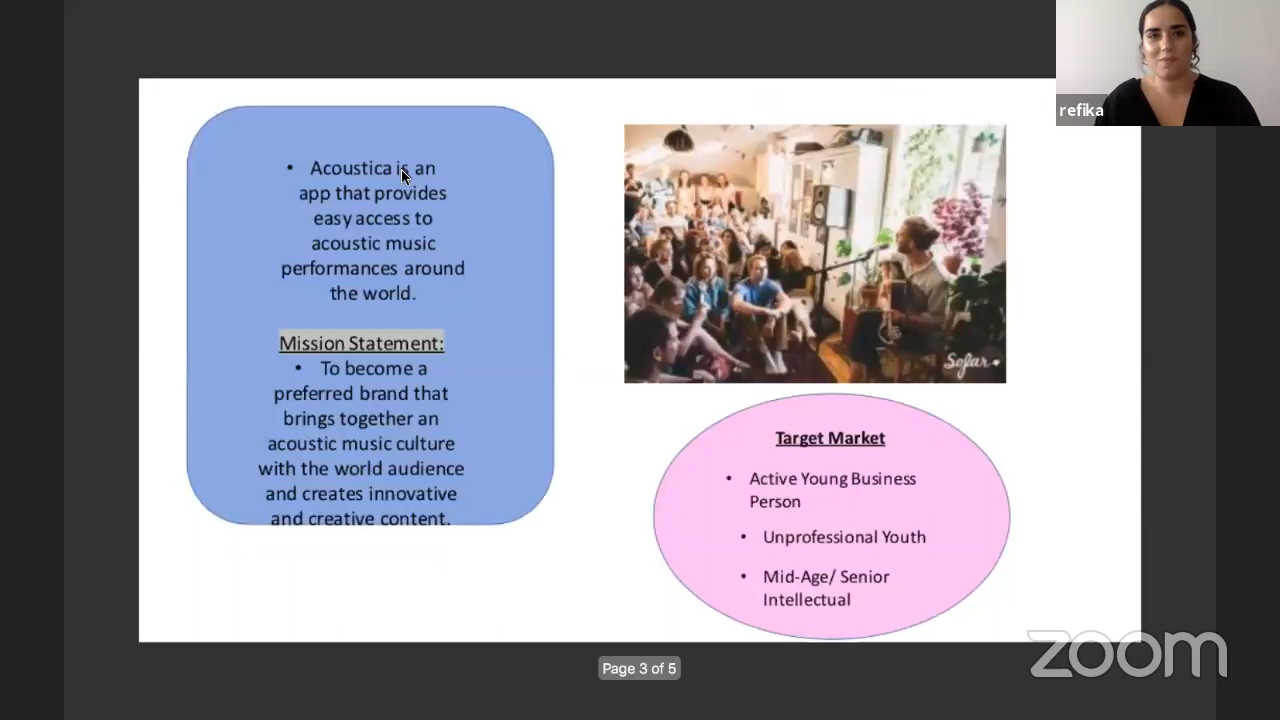 refika
• Acoustica is an
app that provides
easy access to
acoustic music
performances around
the world.
Mission Statement:
• To become a
preferred brand that
brings together an
acoustic music culture
with the world audience
and creates innovative
and creative content.
Sofar
Target Market
• Active Young Business
Person
• Unprofessional Youth
• Mid-Age/ Senior
Intellectual
Page 3 of 5
zoom